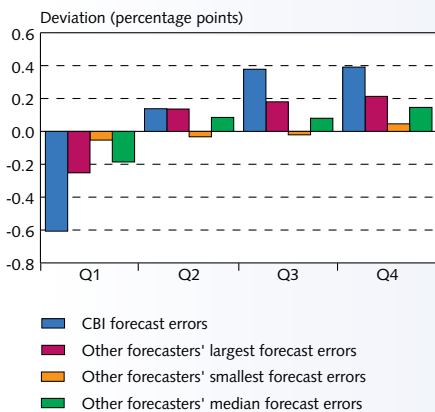 Deviation (percentage points)
0.6
0.4
0.2
0.0
-0.2
-0.4
-0.6
-0.8
Q1 Q2 Q3 Q4
CBI forecast errors
Other forecasters' largest forecast errors
Other forecasters' smallest forecast errors
Other forecasters' median forecast errors